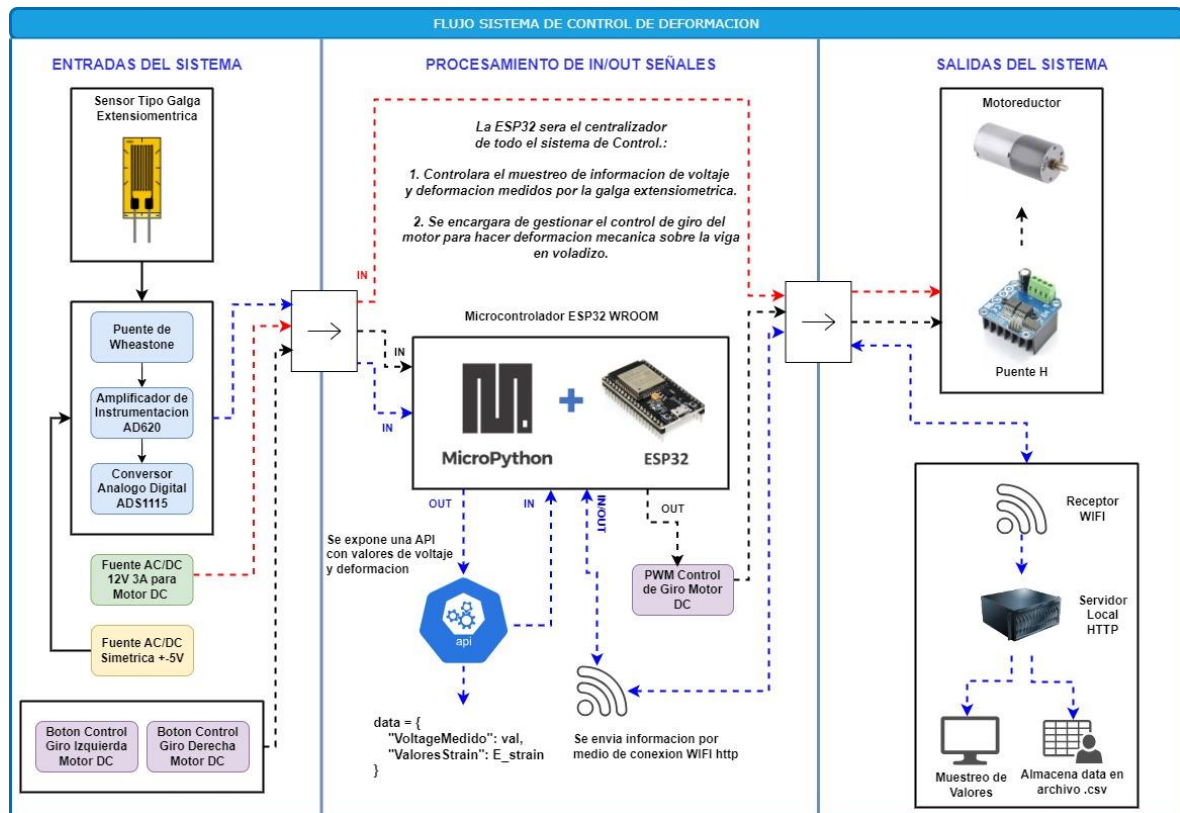 FLUJO SISTEMA DE CONTROL DE DEFORMACION
ENTRADAS DEL SISTEMA
Sensor Tipo Galga
Extensiomentrica
Puente de
Wheastone
Amplificador de
Instrumentacion
AD620
Conversor
Analogo Digital
ADS1115
Fuente AC/DC
12V 3A para
Motor DC
Fuente AC/DC
Simetrica +-5V
Boton Control
Giro Izquierda
Motor DC
Boton Control
Giro Derecha
Motor DC
PROCESAMIENTO DE IN/OUT SEÑALES
La ESP32 sera el centralizador
de todo el sistema de Control.:
1. Controlara el muestreo de informacion de voltaje
y deformacion medidos por la galga extensiometrica.
2. Se encargara de gestionar el control de giro del
motor para hacer deformacion mecanica sobre la viga
en voladizo.
IN
IN
IN
Microcontrolador ESP32 WROOM
MicroPython
ESP32
OUT
IN
IN/OUT
OUT
Se expone una API
con valores de voltaje
y deformacion
api
PWM Control
de Giro Motor
DC
data = {
"VoltageMedido": val,
"ValoresStrain": E_strain
}
Se envia informacion por
medio de conexion WIFI http
SALIDAS DEL SISTEMA
Motoreductor
Puente H
Receptor
WIFI
Servidor
Local
HTTP
Muestreo de
Valores
Almacena data en
archivo .csv